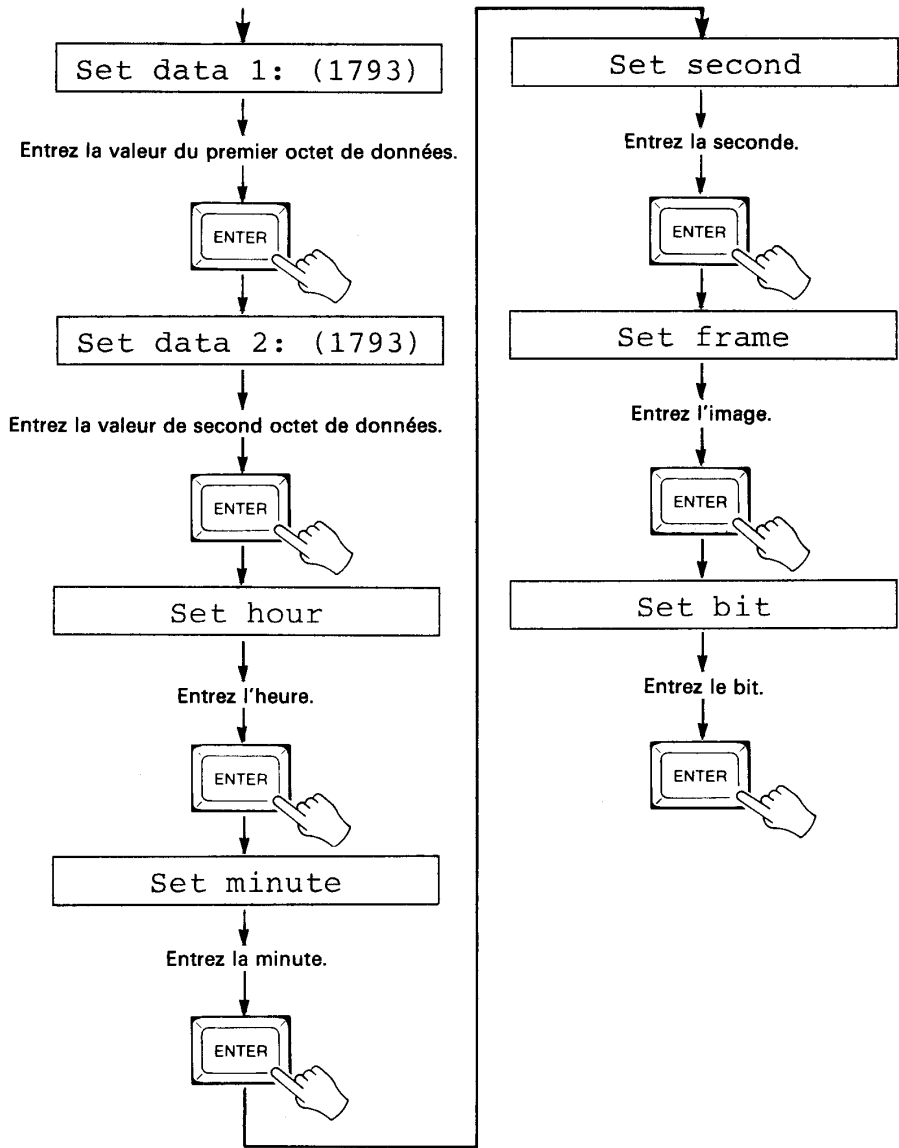 Set data 1: (1793)
Entrez la valeur du premier octet de données.
ENTER
Set data 2: (1793)
Entrez la valeur de second octet de données.
ENTER
Set hour
Entrez l'heure.
ENTER
Set minute
Entrez la minute.
ENTER
Set second
Entrez la seconde.
ENTER
Set frame
Entrez l'image.
ENTER
Set bit
Entrez le bit.
ENTER